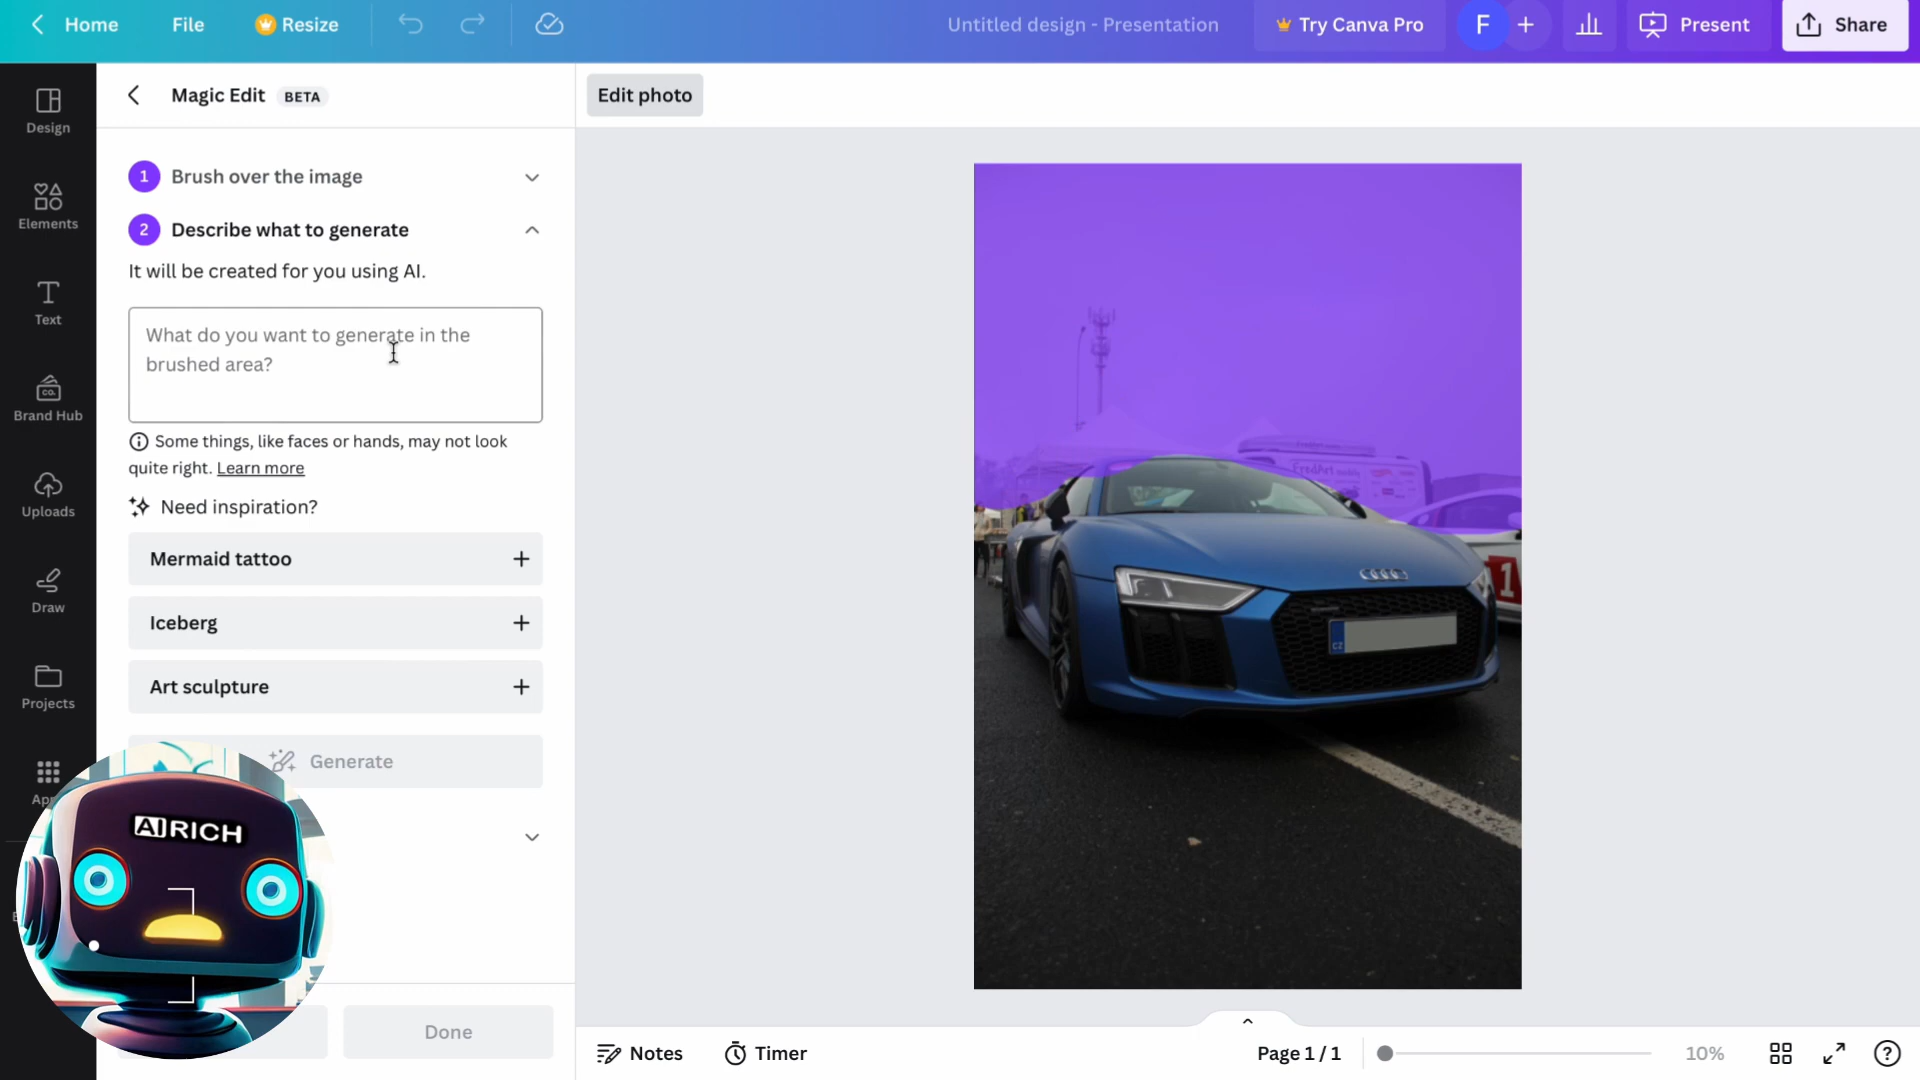 Home
File
Resize
Untitled design - Presentation
Try Canva Pro
F
Present
Share
Design
Elements
Text
Brand Hub
CO.
Uploads
Draw
Projects
Magic Edit BETA
Edit photo
1 Brush over the image
2 Describe what to generate
It will be created for you using AI.
What do you want to generate in the
brushed area?
Some things, like faces or hands, may not look
quite right. Learn more
Need inspiration?
Mermaid tattoo
Iceberg
Art sculpture
Generate
AIRICH
Done
FredArt
CZ
1
Notes
Timer
Page 1 / 1
10%